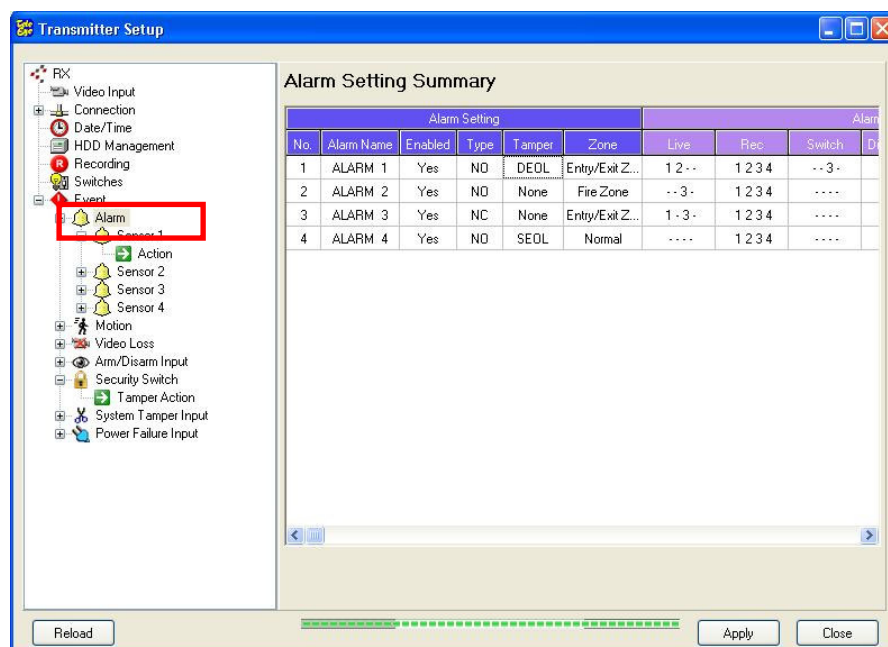 Transmitter Setup
RX
Video Input
Connection
Date/Time
HDD Management
Recording
Switches
Event
Alarm
Sensor 1
Action
Sensor 2
Sensor 3
Sensor 4
Motion
Video Loss
Arm/Disarm Input
Security Switch
Tamper Action
System Tamper Input
Power Failure Input
Alarm Setting Summary
Alarm Setting Alarm
No. Alarm Name Enabled Type Tamper Zone Live Rec Switch Di
1 ALARM 1 Yes NO DEOL Entry/Exit Z... 1 2 - - 1 2 3 4 - - 3 -
2 ALARM 2 Yes NO None Fire Zone - - 3 - 1 2 3 4 - - - -
3 ALARM 3 Yes NC None Entry/Exit Z... 1 - 3 - 1 2 3 4 - - - -
4 ALARM 4 Yes NO SEOL Normal - - - - 1 2 3 4 - - - -
Reload Apply Close